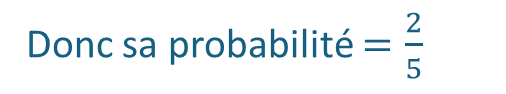 Donc sa probabilité = 2/5